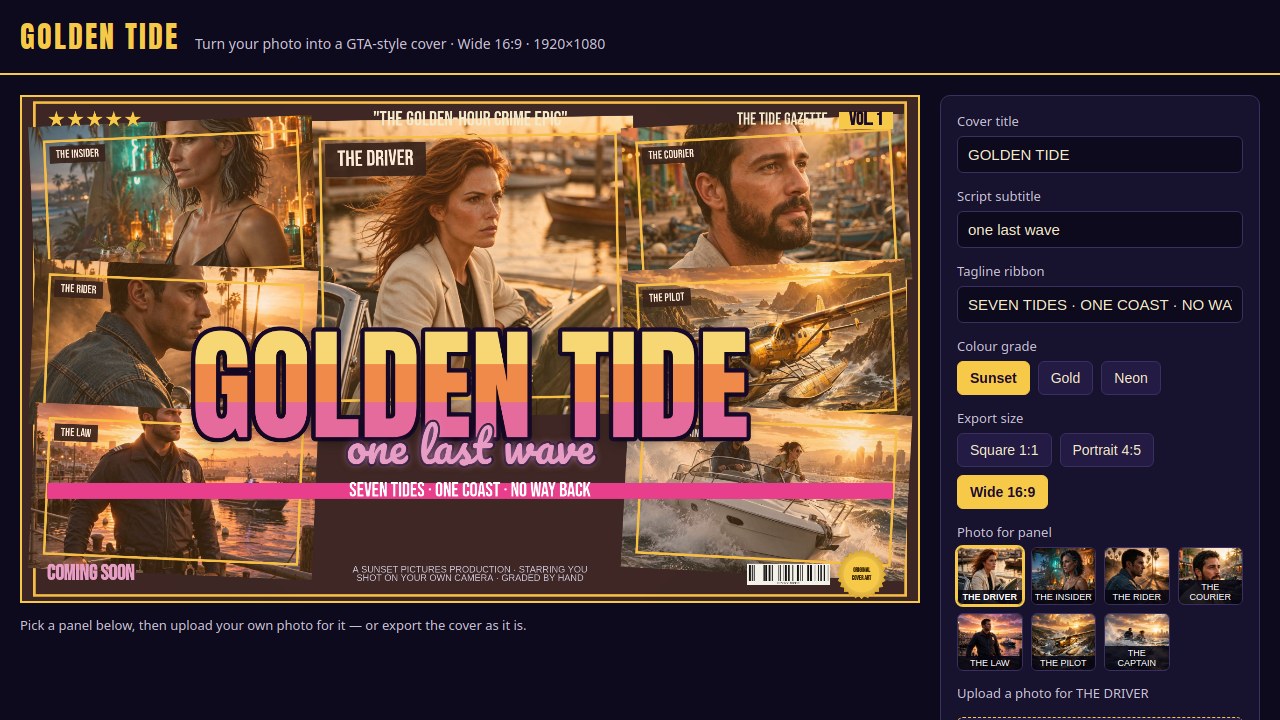 GOLDEN TIDE
Turn your photo into a GTA-style cover · Wide 16:9 · 1920×1080
★★★★★
"THE GOLDEN-HOUR CRIME EPIC"
THE TIDE GAZETTE
VOL 1
THE INSIDER
THE DRIVER
THE COURIER
THE RIDER
THE PILOT
THE LAW
GOLDEN TIDE
one last wave
SEVEN TIDES · ONE COAST · NO WAY BACK
COMING SOON
A SUNSET PICTURES PRODUCTION · STARRING YOU
SHOT ON YOUR OWN CAMERA · GRADED BY HAND
ORIGINAL
COVER ART
Pick a panel below, then upload your own photo for it — or export the cover as it is.
Cover title
GOLDEN TIDE
Script subtitle
one last wave
Tagline ribbon
SEVEN TIDES · ONE COAST · NO WA
Colour grade
Sunset
Gold
Neon
Export size
Square 1:1
Portrait 4:5
Wide 16:9
Photo for panel
THE DRIVER
THE INSIDER
THE RIDER
THE
COURIER
THE LAW
THE PILOT
THE
CAPTAIN
Upload a photo for THE DRIVER